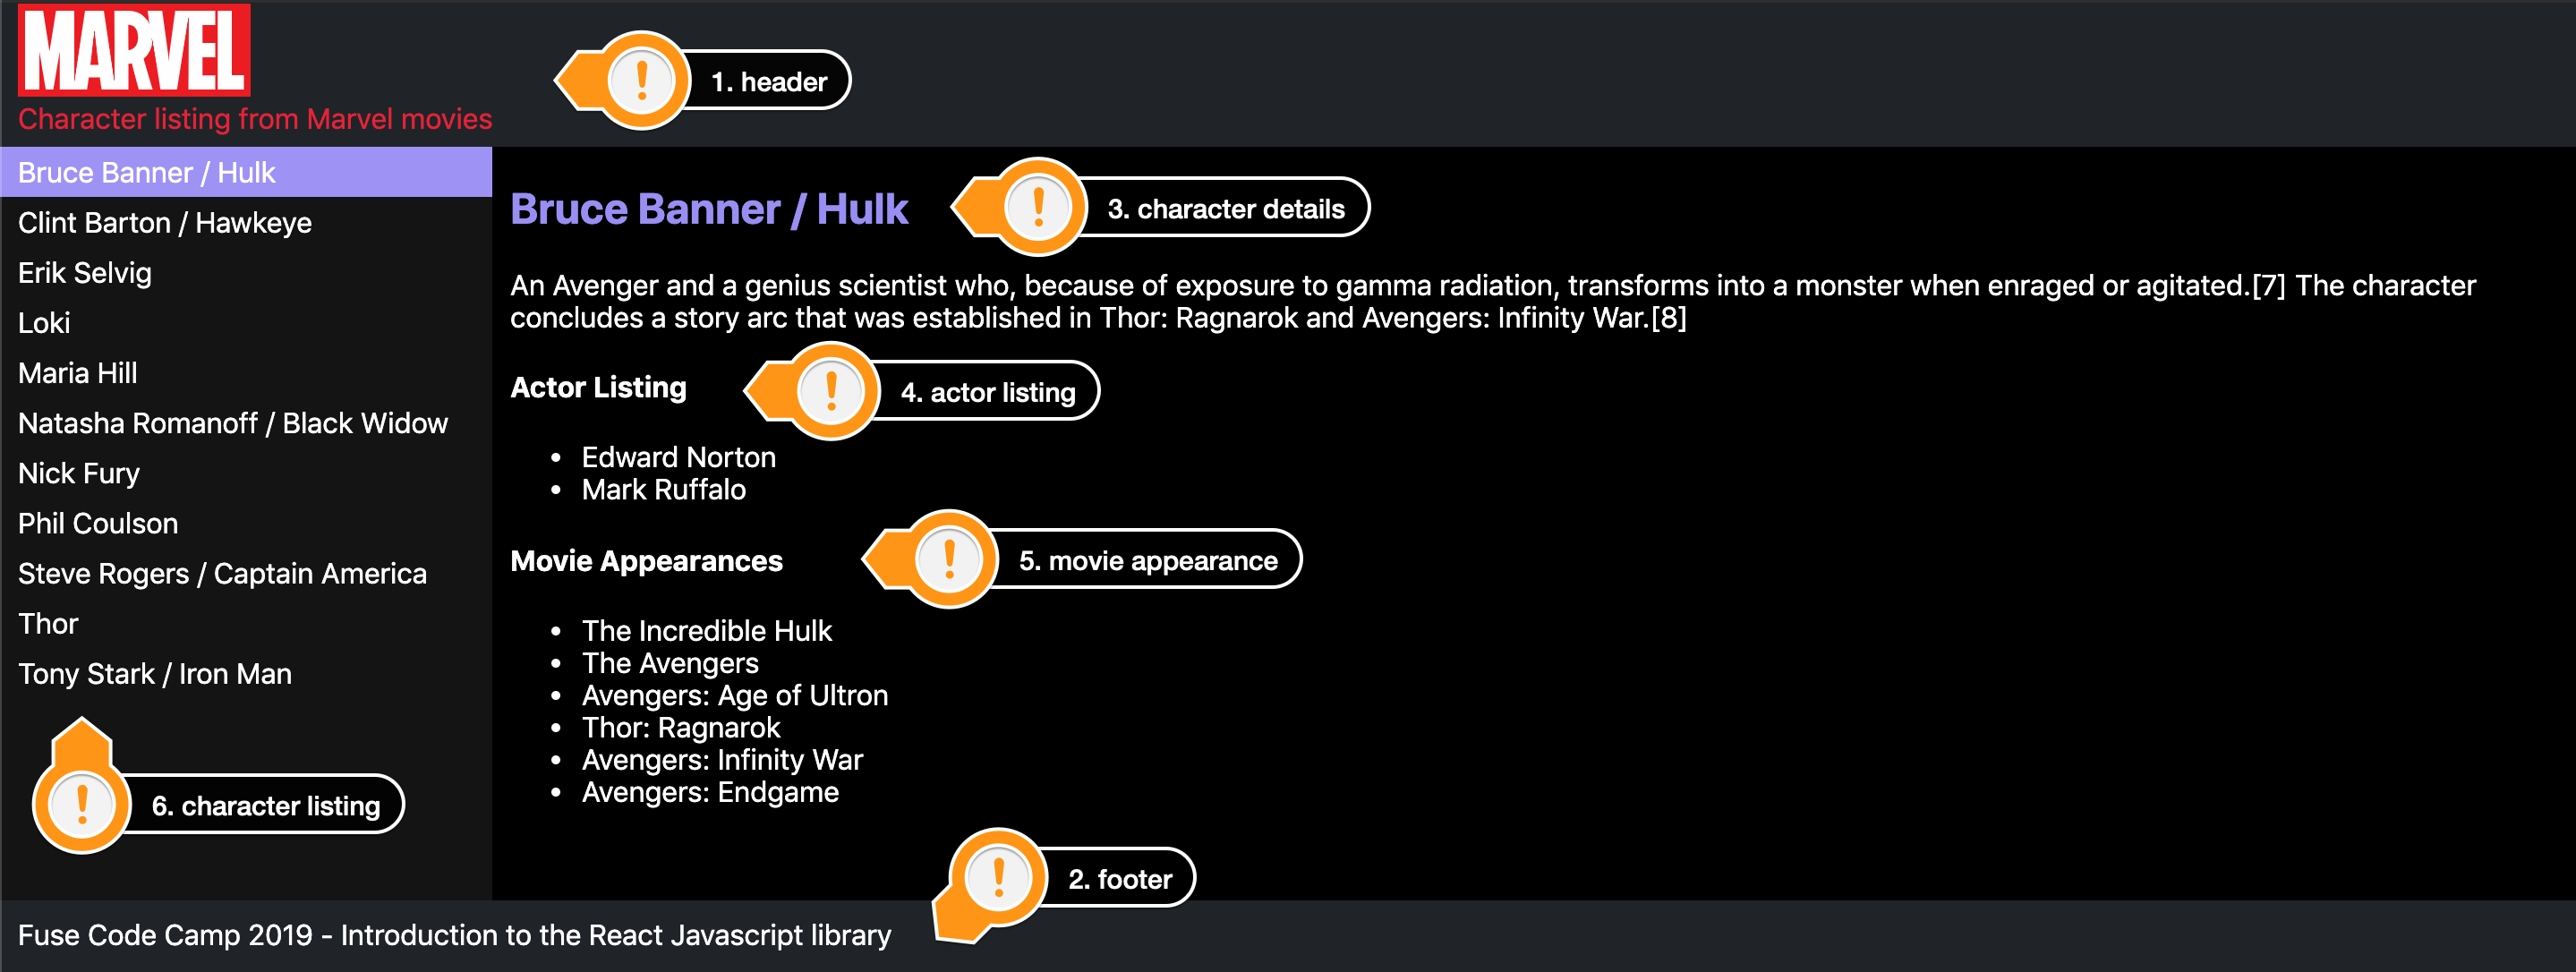 MARVEL
Character listing from Marvel movies
! 1. header
Bruce Banner / Hulk
Clint Barton / Hawkeye
Erik Selvig
Loki
Maria Hill
Natasha Romanoff / Black Widow
Nick Fury
Phil Coulson
Steve Rogers / Captain America
Thor
Tony Stark / Iron Man
! 6. character listing
Bruce Banner / Hulk
! 3. character details
An Avenger and a genius scientist who, because of exposure to gamma radiation, transforms into a monster when enraged or agitated.[7] The character
concludes a story arc that was established in Thor: Ragnarok and Avengers: Infinity War.[8]
Actor Listing
! 4. actor listing
• Edward Norton
• Mark Ruffalo
Movie Appearances
! 5. movie appearance
• The Incredible Hulk
• The Avengers
• Avengers: Age of Ultron
• Thor: Ragnarok
• Avengers: Infinity War
• Avengers: Endgame
! 2. footer
Fuse Code Camp 2019 - Introduction to the React Javascript library